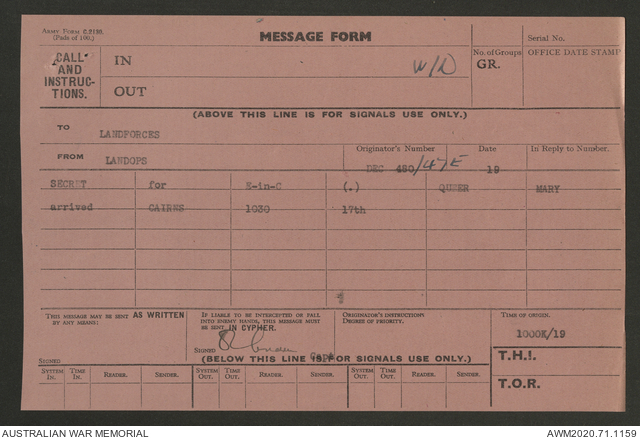 ARMY FORM C.2136.
(Pads of 100.)
MESSAGE FORM
Serial No.
"CALL"
AND
INSTRUC-
TIONS.
IN
OUT
W/D
No. of Groups
GR.
OFFICE DATE STAMP
(ABOVE THIS LINE IS FOR SIGNALS USE ONLY.)
TO
LANDFORCES
FROM
LANDOPS
Originator's Number
DEC 480/47E
Date
19
In Reply to Number.
SECRET for E-in-C (.) QUEER MARY
arrived CAIRNS 1030 17th
THIS MESSAGE MAY BE SENT AS WRITTEN
BY ANY MEANS:
SIGNED
IF LIABLE TO BE INTERCEPTED OR FALL
INTO ENEMY HANDS, THIS MESSAGE MUST
BE SENT IN CYPHER.
SIGNED
Capt
ORIGINATOR'S INSTRUCTIONS:
DEGREE OF PRIORITY.
TIME OF ORIGIN.
1000K/19
(BELOW THIS LINE IS FOR SIGNALS USE ONLY.)
T.H.I.
T.O.R.
SYSTEM IN. TIME IN. READER. SENDER. SYSTEM OUT. TIME OUT. READER. SENDER. SYSTEM OUT. TIME OUT. READER. SENDER.
AUSTRALIAN WAR MEMORIAL
AWM2020.71.1159